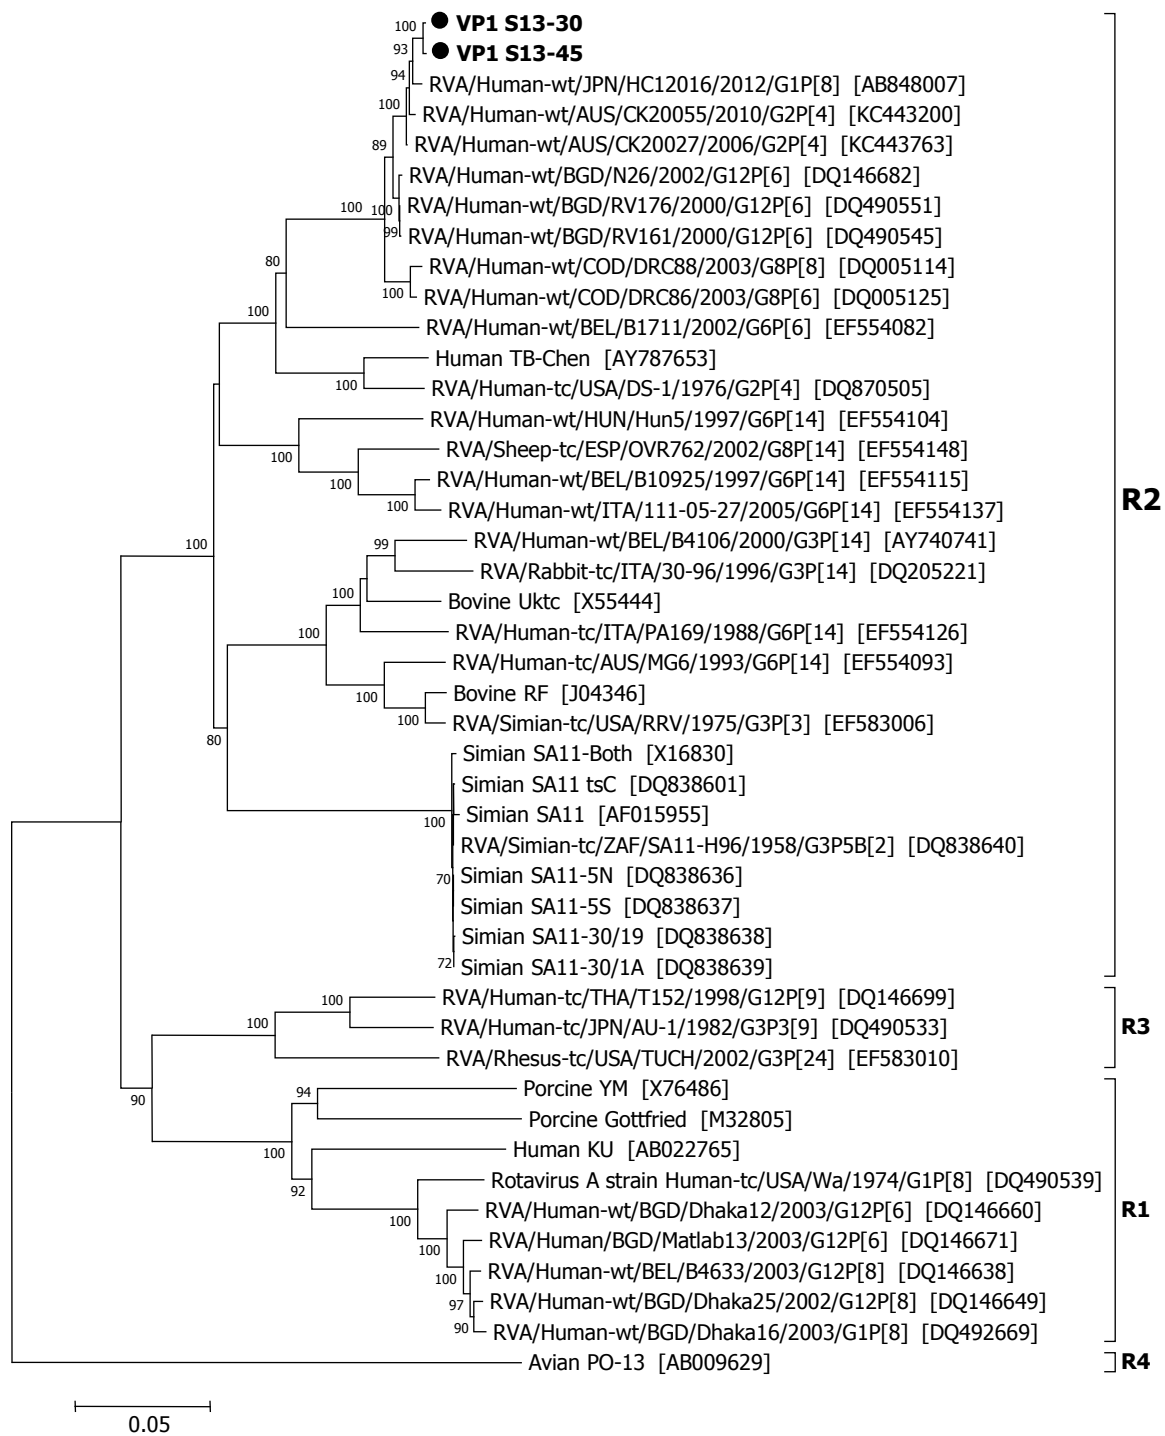 100 VP1 S13-30
93 VP1 S13-45
94 RVA/Human-wt/JPN/HC12016/2012/G1P[8] [AB848007]
100 RVA/Human-wt/AUS/CK20055/2010/G2P[4] [KC443200]
89 RVA/Human-wt/AUS/CK20027/2006/G2P[4] [KC443763]
RVA/Human-wt/BGD/N26/2002/G12P[6] [DQ146682]
100 100 RVA/Human-wt/BGD/RV176/2000/G12P[6] [DQ490551]
99 RVA/Human-wt/BGD/RV161/2000/G12P[6] [DQ490545]
80 RVA/Human-wt/COD/DRC88/2003/G8P[8] [DQ005114]
100 RVA/Human-wt/COD/DRC86/2003/G8P[6] [DQ005125]
100 RVA/Human-wt/BEL/B1711/2002/G6P[6] [EF554082]
Human TB-Chen [AY787653]
100 RVA/Human-tc/USA/DS-1/1976/G2P[4] [DQ870505]
RVA/Human-wt/HUN/Hun5/1997/G6P[14] [EF554104]
100 RVA/Sheep-tc/ESP/OVR762/2002/G8P[14] [EF554148]
100 RVA/Human-wt/BEL/B10925/1997/G6P[14] [EF554115]
R2
100 RVA/Human-wt/ITA/111-05-27/2005/G6P[14] [EF554137]
100 99 RVA/Human-wt/BEL/B4106/2000/G3P[14] [AY740741]
RVA/Rabbit-tc/ITA/30-96/1996/G3P[14] [DQ205221]
100 Bovine Uktc [X55444]
100 RVA/Human-tc/ITA/PA169/1988/G6P[14] [EF554126]
RVA/Human-tc/AUS/MG6/1993/G6P[14] [EF554093]
100 Bovine RF [J04346]
100 RVA/Simian-tc/USA/RRV/1975/G3P[3] [EF583006]
80 Simian SA11-Both [X16830]
Simian SA11 tsC [DQ838601]
100 Simian SA11 [AF015955]
RVA/Simian-tc/ZAF/SA11-H96/1958/G3P5B[2] [DQ838640]
70 Simian SA11-5N [DQ838636]
Simian SA11-5S [DQ838637]
Simian SA11-30/19 [DQ838638]
72 Simian SA11-30/1A [DQ838639]
100 RVA/Human-tc/THA/T152/1998/G12P[9] [DQ146699]
100 RVA/Human-tc/JPN/AU-1/1982/G3P3[9] [DQ490533] R3
RVA/Rhesus-tc/USA/TUCH/2002/G3P[24] [EF583010]
90 94 Porcine YM [X76486]
Porcine Gottfried [M32805]
100 Human KU [AB022765]
92 Rotavirus A strain Human-tc/USA/Wa/1974/G1P[8] [DQ490539]
100 RVA/Human-wt/BGD/Dhaka12/2003/G12P[6] [DQ146660] R1
100 RVA/Human/BGD/Matlab13/2003/G12P[6] [DQ146671]
100 RVA/Human-wt/BEL/B4633/2003/G12P[8] [DQ146638]
97 RVA/Human-wt/BGD/Dhaka25/2002/G12P[8] [DQ146649]
90 RVA/Human-wt/BGD/Dhaka16/2003/G1P[8] [DQ492669]
Avian PO-13 [AB009629] R4
0.05